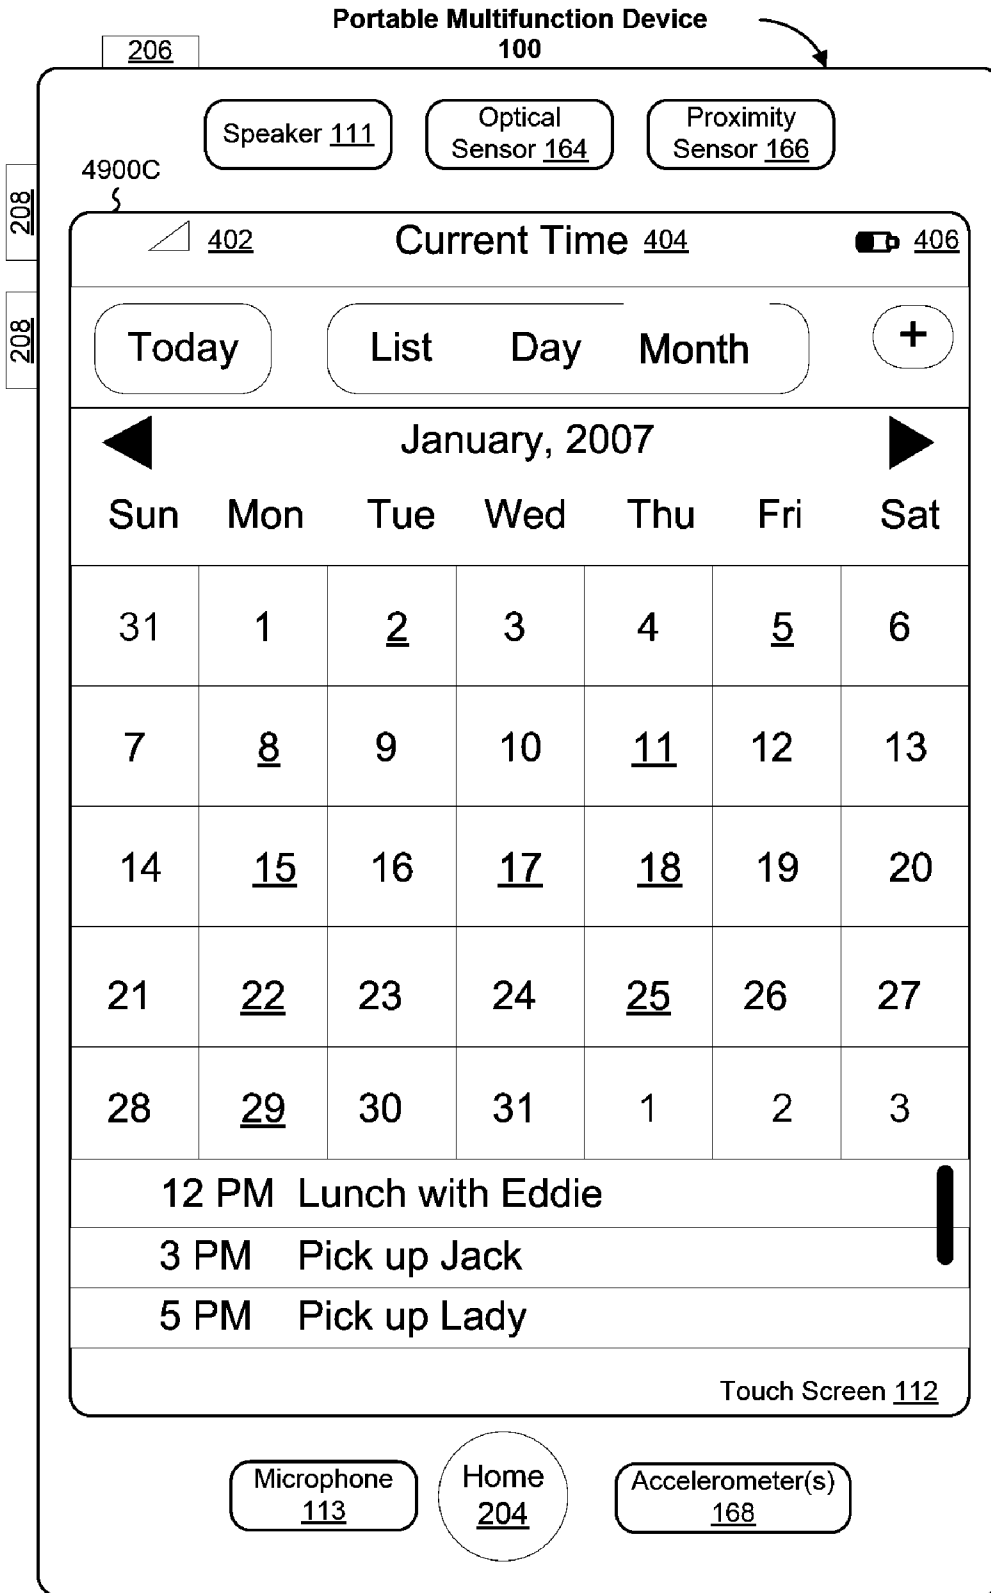 Portable Multifunction Device
100
206
Speaker 111
Optical
Sensor 164
Proximity
Sensor 166
4900C
208
208
402
Current Time 404
406
Today
List Day Month
+
January, 2007
Sun Mon Tue Wed Thu Fri Sat
31 1 2 3 4 5 6
7 8 9 10 11 12 13
14 15 16 17 18 19 20
21 22 23 24 25 26 27
28 29 30 31 1 2 3
12 PM Lunch with Eddie
3 PM Pick up Jack
5 PM Pick up Lady
Touch Screen 112
Microphone
113
Home
204
Accelerometer(s)
168